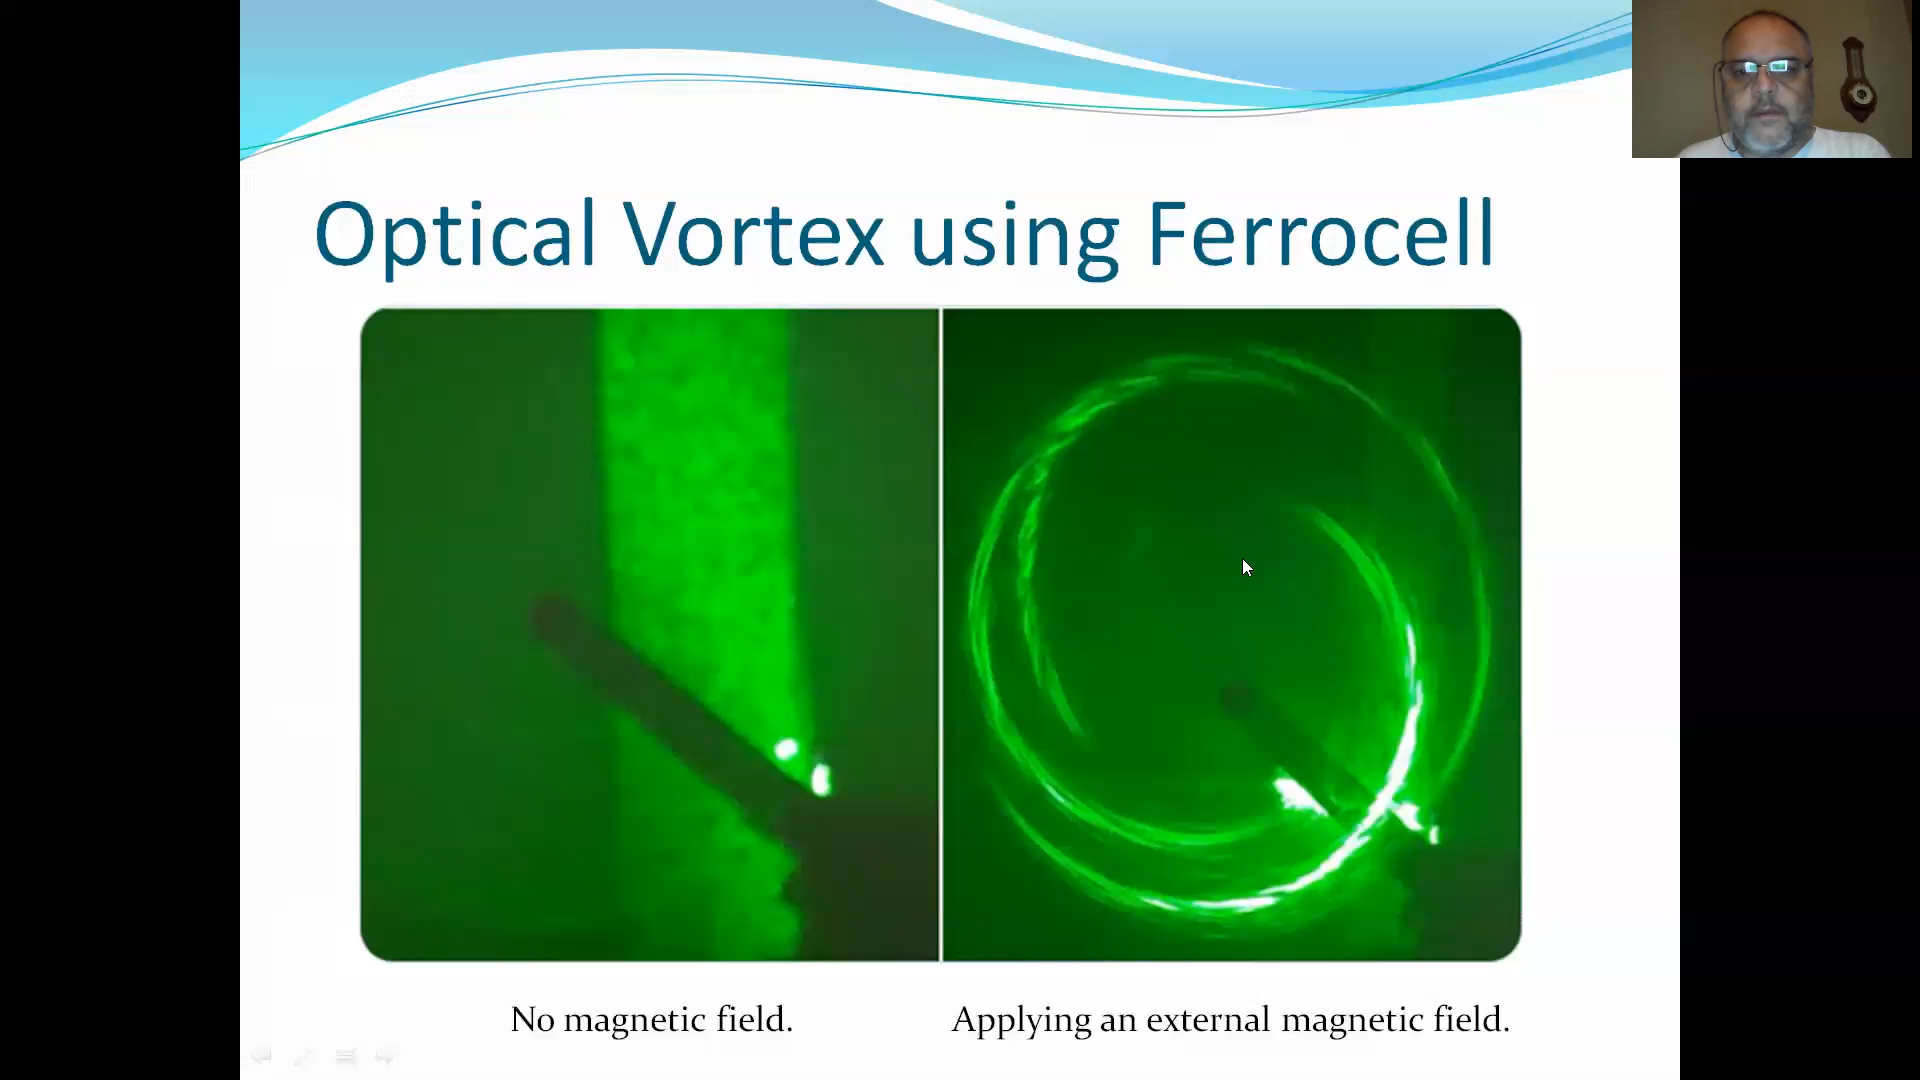 Optical Vortex using Ferrocell
No magnetic field.
Applying an external magnetic field.